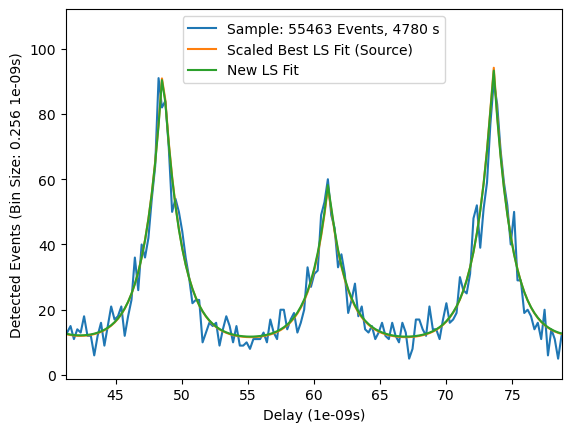 Sample: 55463 Events, 4780 s
Scaled Best LS Fit (Source)
New LS Fit
100
80
60
40
20
0
Detected Events (Bin Size: 0.256 1e-09s)
45
50
55
60
65
70
75
Delay (1e-09s)